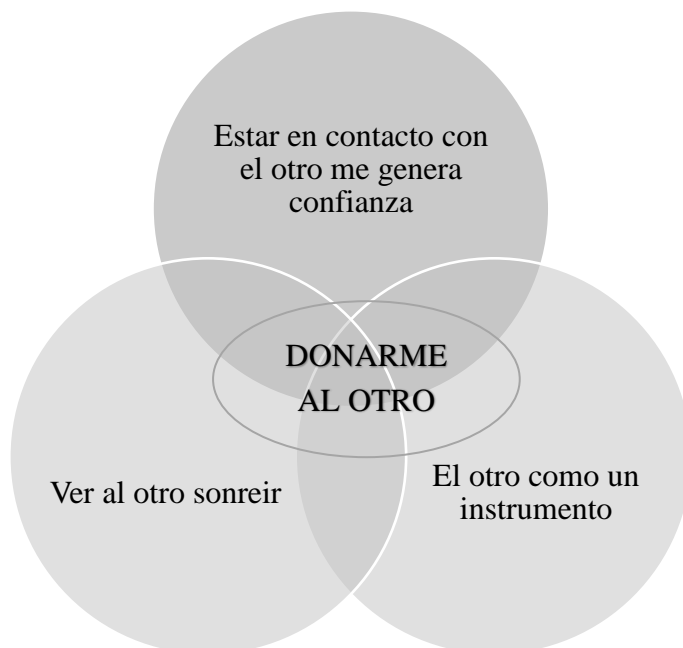 Estar en contacto con
el otro me genera
confianza
DONARME
AL OTRO
Ver al otro sonreir
El otro como un
instrumento